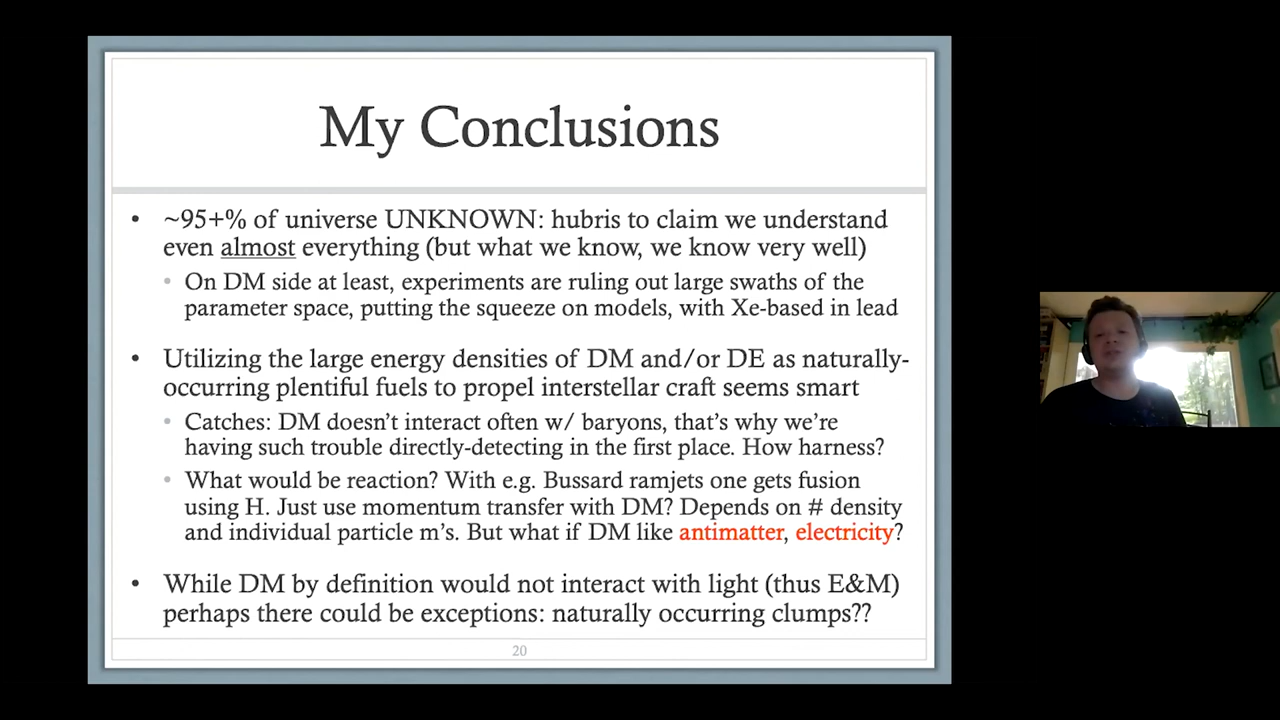 My Conclusions
• ~95+% of universe UNKNOWN: hubris to claim we understand
even almost everything (but what we know, we know very well)
• On DM side at least, experiments are ruling out large swaths of the
parameter space, putting the squeeze on models, with Xe-based in lead
• Utilizing the large energy densities of DM and/or DE as naturally-
occurring plentiful fuels to propel interstellar craft seems smart
• Catches: DM doesn't interact often w/ baryons, that's why we're
having such trouble directly-detecting in the first place. How harness?
• What would be reaction? With e.g. Bussard ramjets one gets fusion
using H. Just use momentum transfer with DM? Depends on # density
and individual particle m's. But what if DM like antimatter, electricity?
• While DM by definition would not interact with light (thus E&M)
perhaps there could be exceptions: naturally occurring clumps??
20